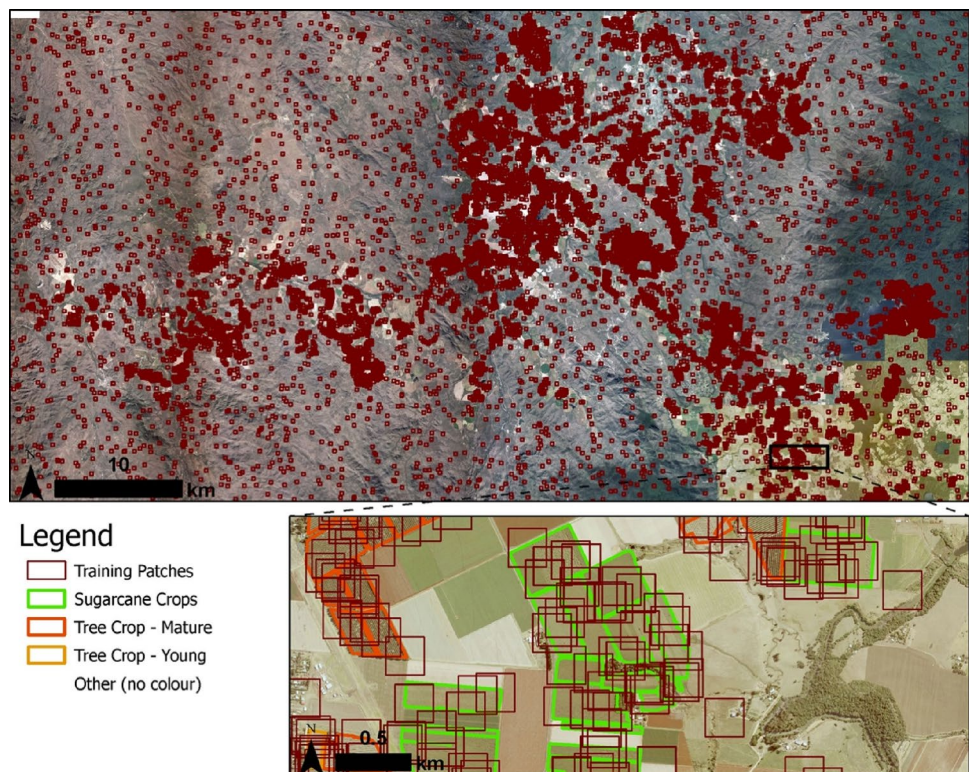 N
10
km
Legend
Training Patches
Sugarcane Crops
Tree Crop - Mature
Tree Crop - Young
Other (no colour)
N
0.5
km